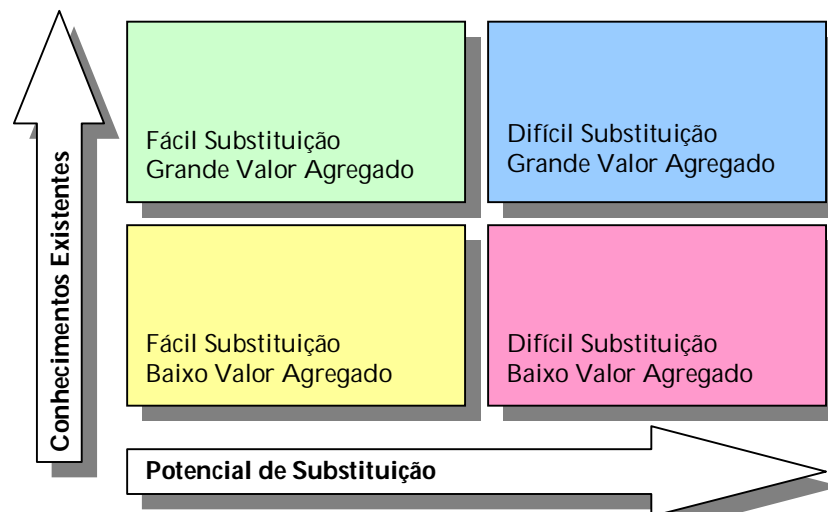 Fácil Substituição
Grande Valor Agregado
Difícil Substituição
Grande Valor Agregado
Conhecimentos Existentes
Fácil Substituição
Baixo Valor Agregado
Difícil Substituição
Baixo Valor Agregado
Potencial de Substituição